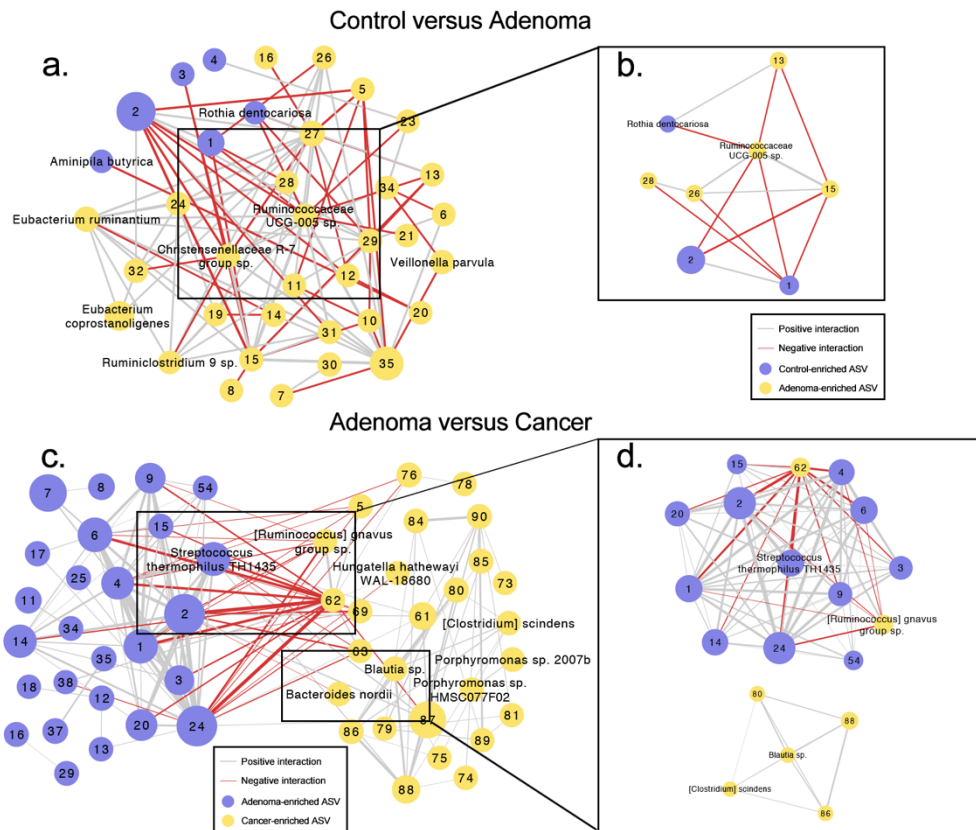 Control versus Adenoma
a.
16
26
4
3
5
2
Rothia dentocariosa
23
27
1
Aminipila butyrica
28
34
13
24
Ruminococcaceae
UCG-005 sp.
6
Eubacterium ruminantium
21
29
Christensenellaceae R-7
group sp.
Veillonella parvula
32
12
11
Eubacterium
coprostanoligenes
19
14
10
20
31
Ruminiclostridium 9 sp.
15
30
35
8
7
b.
13
Rothia dentocariosa
Ruminococcaceae
UCG-005 sp.
28
26
15
2
1
Positive interaction
Negative interaction
Control-enriched ASV
Adenoma-enriched ASV
Adenoma versus Cancer
c.
7
8
9
54
76
78
5
6
15
84
90
[Ruminococcus] gnavus
group sp.
17
Streptococcus
thermophilus TH1435
85
25
4
Hungatella hathewayi
WAL-18680
73
80
11
62
2
69
61
[Clostridium] scindens
34
14
1
35
63
Porphyromonas sp. 2007b
Blautia sp.
18
38
3
Porphyromonas sp.
HMSC077F02
12
Bacteroides nordii
16
37
20
24
87
81
86
79
89
13
75
29
74
88
Positive interaction
Negative interaction
Adenoma-enriched ASV
Cancer-enriched ASV
d.
15
62
4
2
20
6
Streptococcus
thermophilus TH1435
3
1
9
[Ruminococcus] gnavus
group sp.
14
24
54
80
88
Blautia sp.
[Clostridium] scindens
86